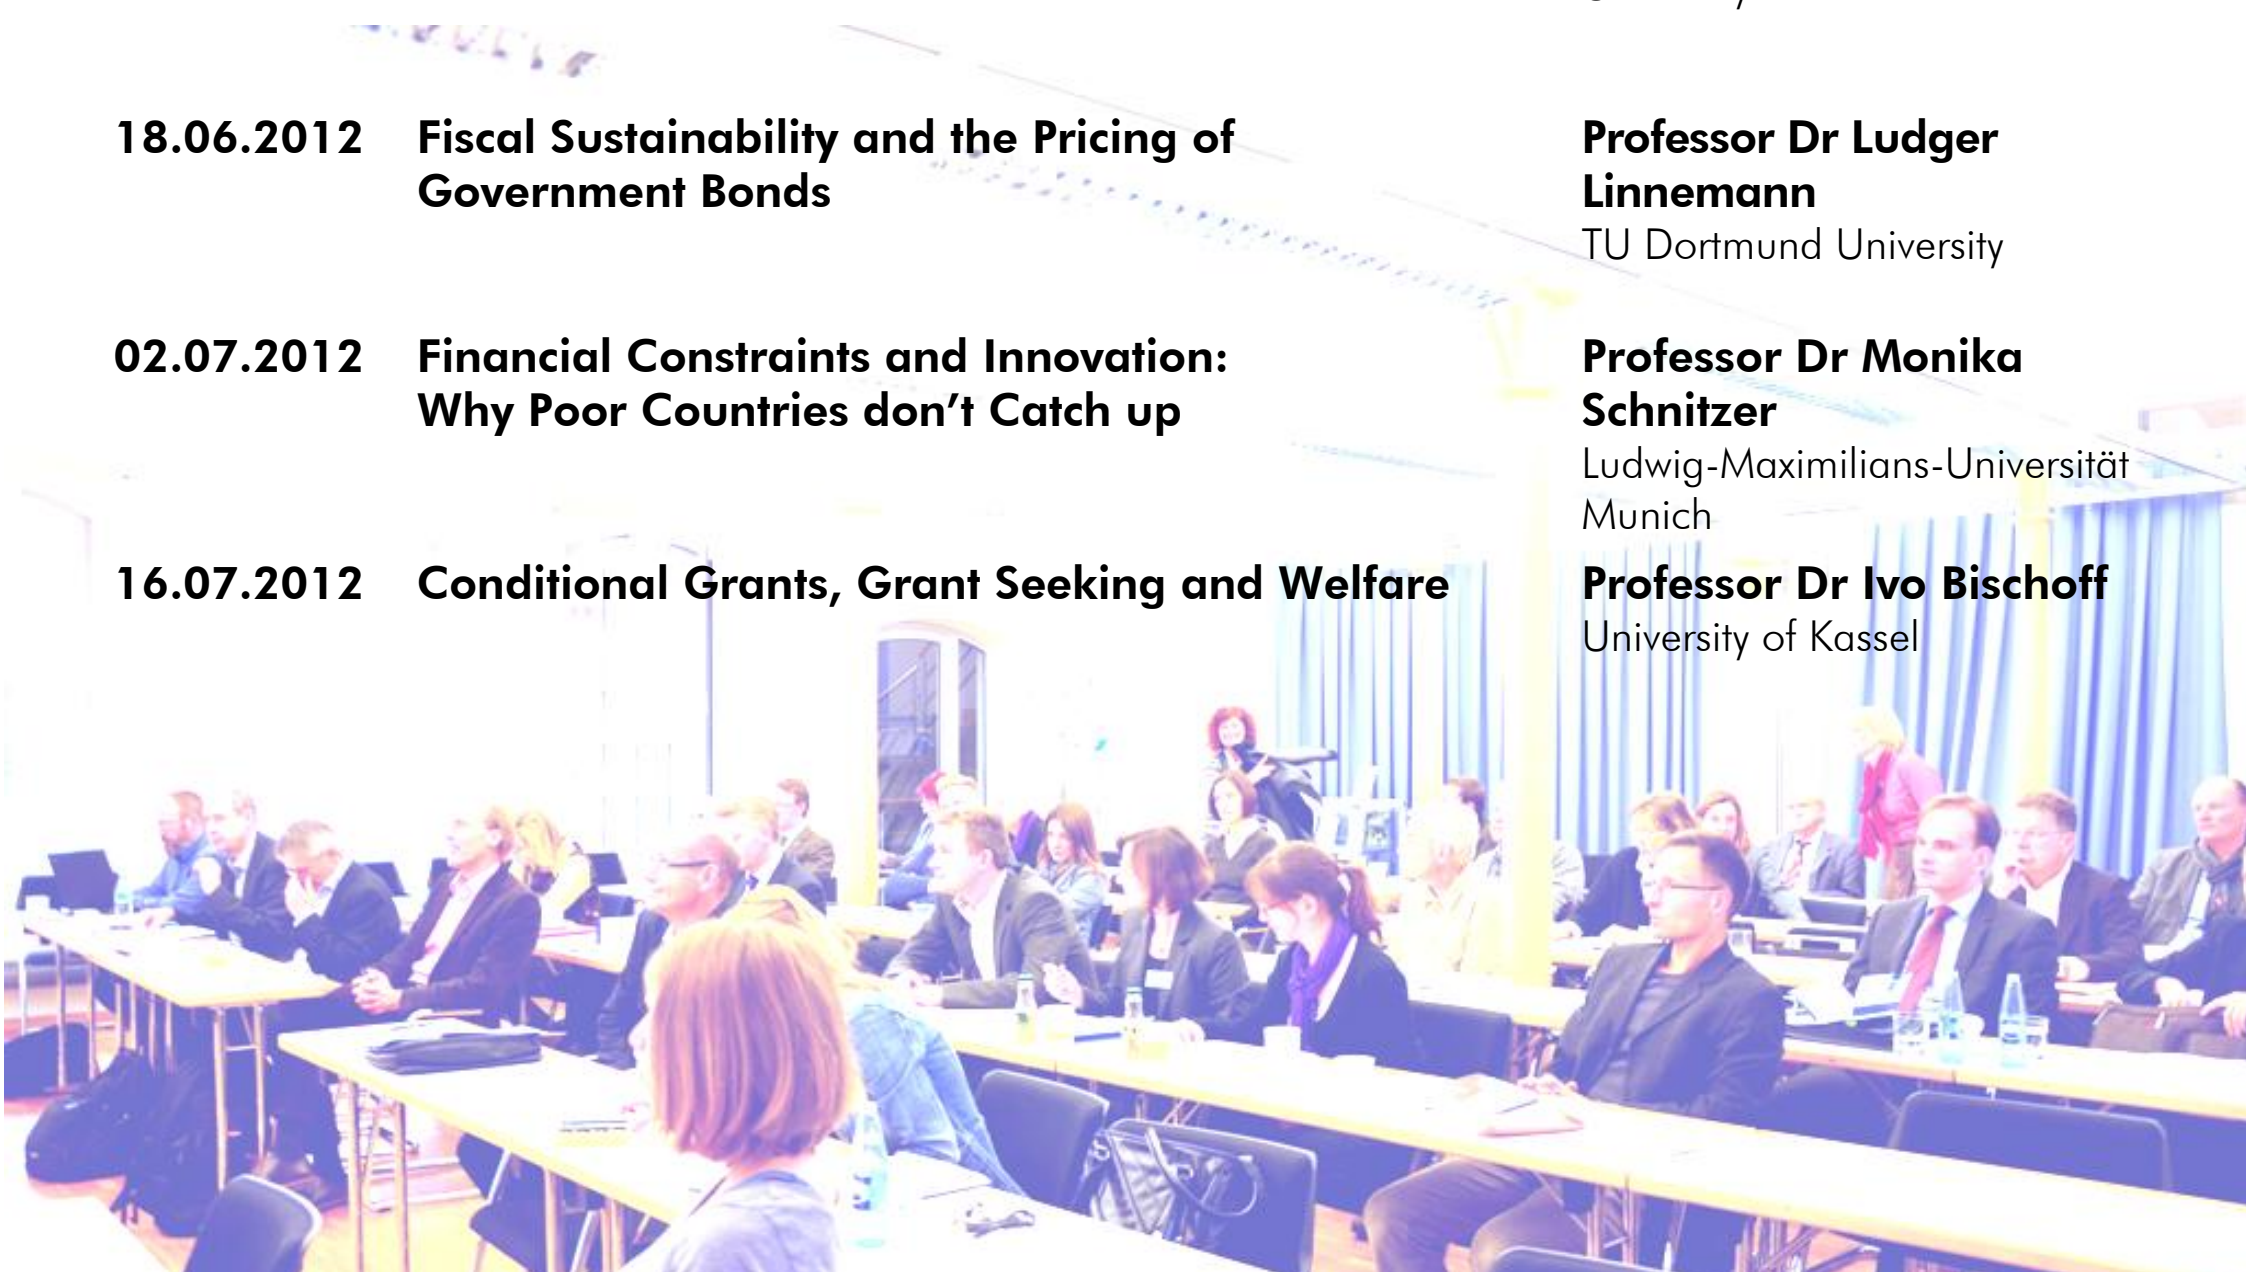 18.06.2012 Fiscal Sustainability and the Pricing of Professor Dr Ludger
Government Bonds Linnemann
TU Dortmund University
02.07.2012 Financial Constraints and Innovation: Professor Dr Monika
Why Poor Countries don’t Catch up Schnitzer
Ludwig-Maximilians-Universität
Munich
16.07.2012 Conditional Grants, Grant Seeking and Welfare Professor Dr Ivo Bischoff
University of Kassel